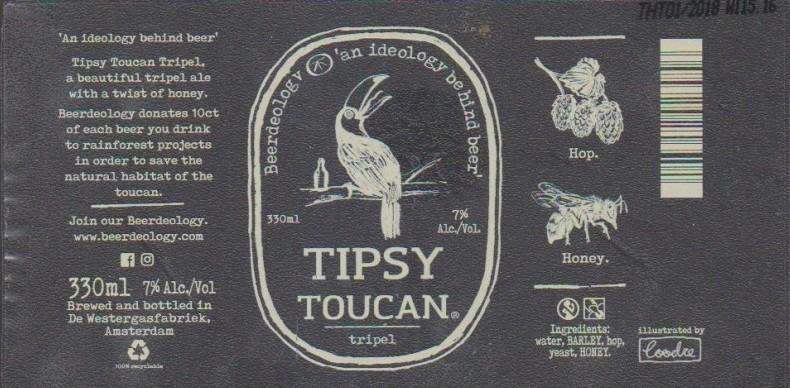 'An ideology behind beer'
Tipsy Toucan Tripel,
a beautiful tripel ale
with a twist of honey.
Beerdeology donates 10ct
of each beer you drink
to rainforest projects
in order to save the
natural habitat of the
toucan.
Join our Beerdeology.
www.beerdeology.com
330ml 7% Alc./Vol
Brewed and bottled in
De Westergasfabriek,
Amsterdam
100% recyclable
Beerdeology 'an ideology behind beer'
330ml
7%
Alc./Vol.
TIPSY
TOUCAN®
tripel
THT01/2018 W115 16
Hop.
Honey.
Ingredients:
water, BARLEY, hop,
yeast, HONEY.
illustrated by